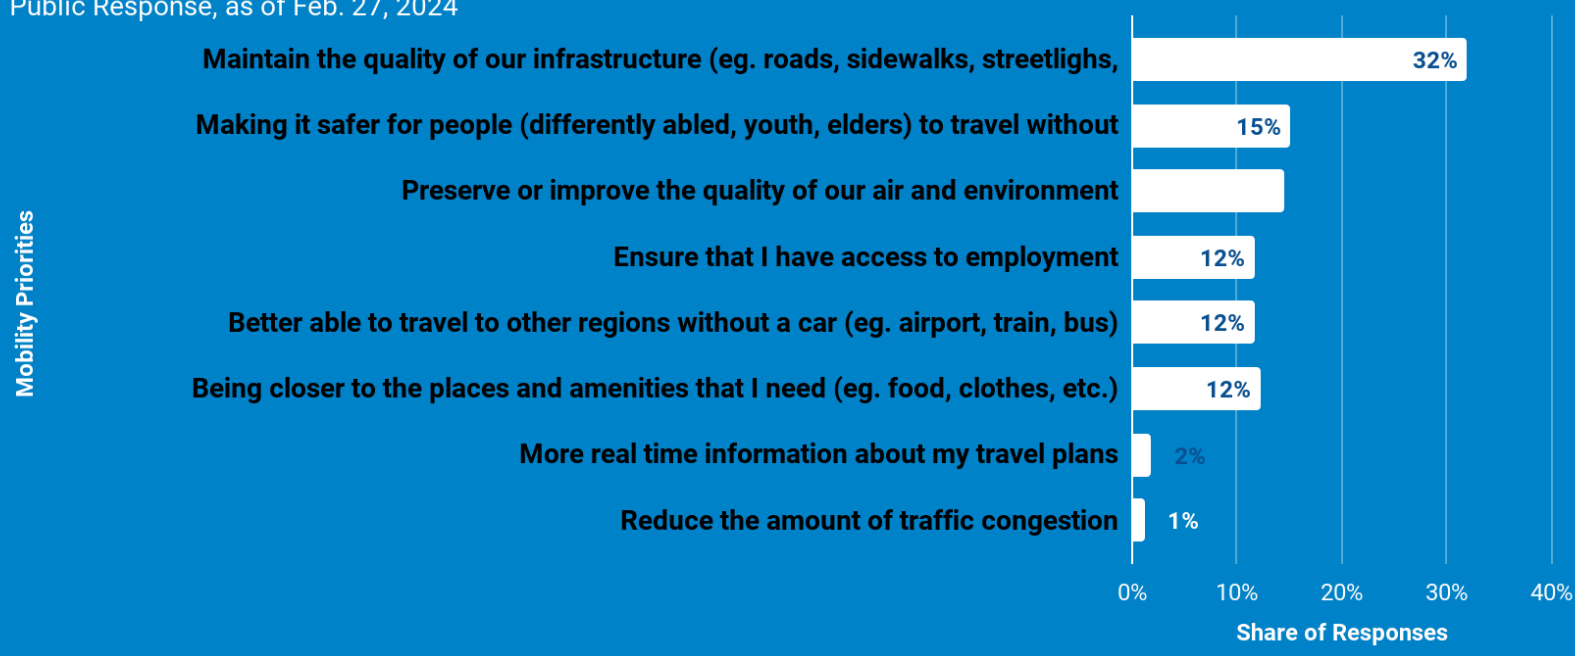 Public Response, as of Feb. 27, 2024
Maintain the quality of our infrastructure (eg. roads, sidewalks, streetlighs,
32%
Making it safer for people (differently abled, youth, elders) to travel without
15%
Preserve or improve the quality of our air and environment
Ensure that I have access to employment
12%
Better able to travel to other regions without a car (eg. airport, train, bus)
12%
Being closer to the places and amenities that I need (eg. food, clothes, etc.)
12%
More real time information about my travel plans
2%
Reduce the amount of traffic congestion
1%
Mobility Priorities
0% 10% 20% 30% 40%
Share of Responses